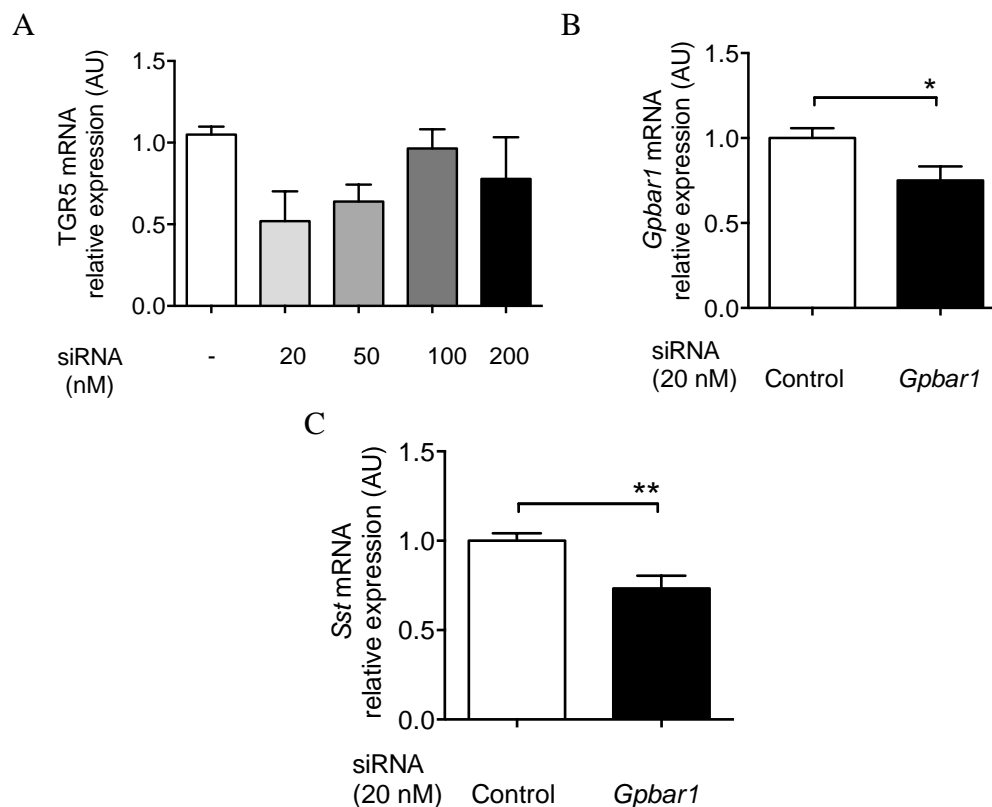 A
TGR5 mRNA
relative expression (AU)
1.5
1.0
0.5
0.0
siRNA
(nM)
- 20 50 100 200
B
Gpbar1 mRNA
relative expression (AU)
1.5
1.0
0.5
0.0
*
siRNA
(20 nM) Control Gpbar1
C
Sst mRNA
relative expression (AU)
1.5
1.0
0.5
0.0
**
siRNA
(20 nM) Control Gpbar1